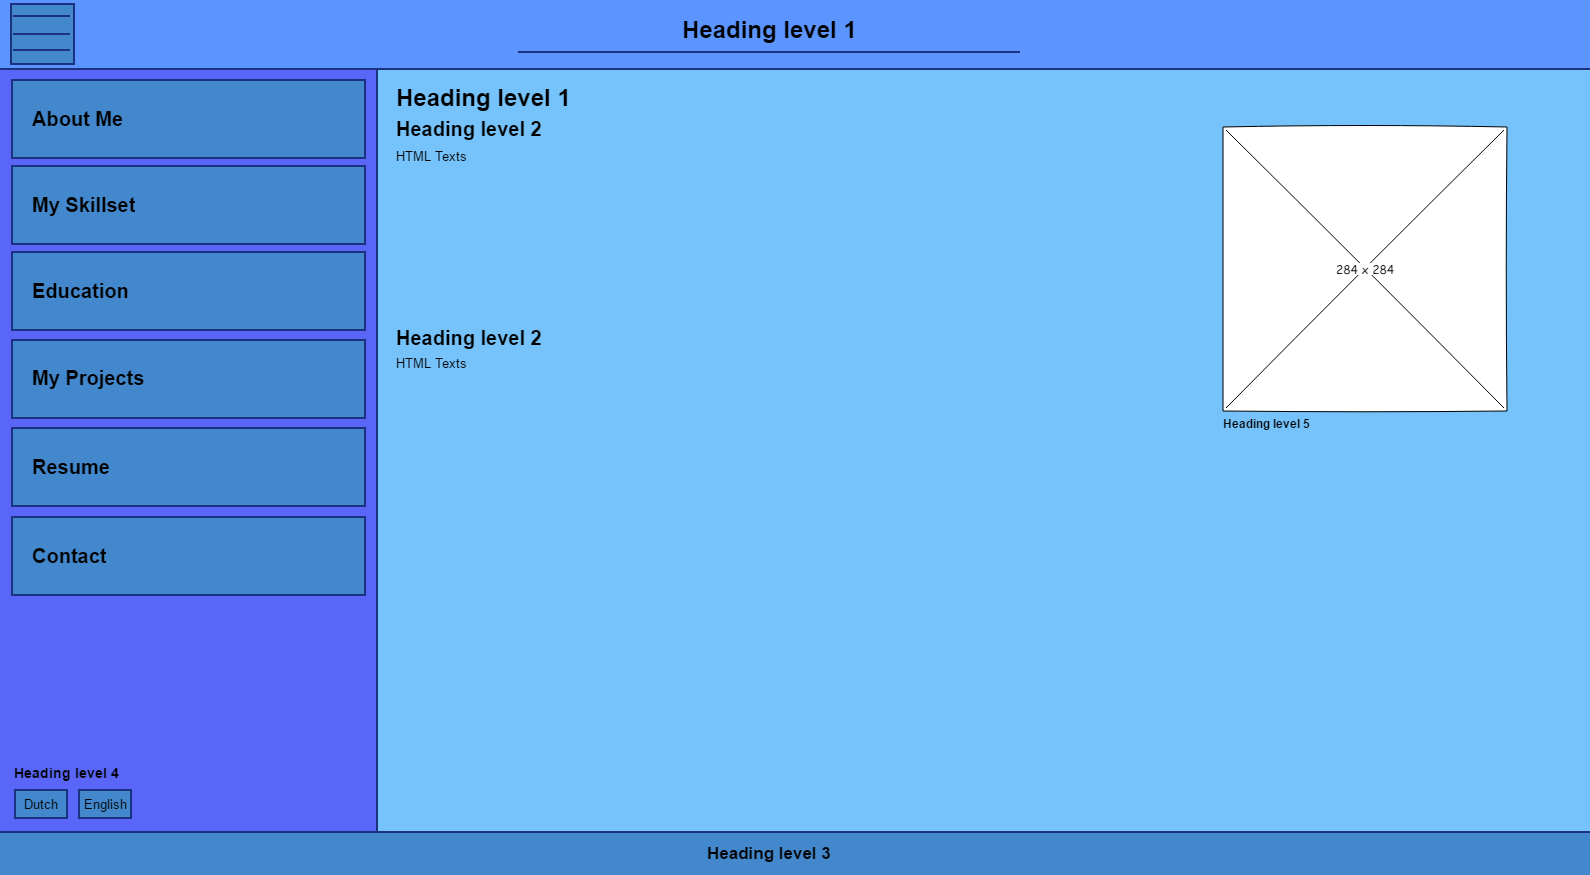 Heading level 1
About Me
My Skillset
Education
My Projects
Resume
Contact
Heading level 4
Dutch
English
Heading level 1
Heading level 2
HTML Texts
Heading level 2
HTML Texts
284 x 284
Heading level 5
Heading level 3